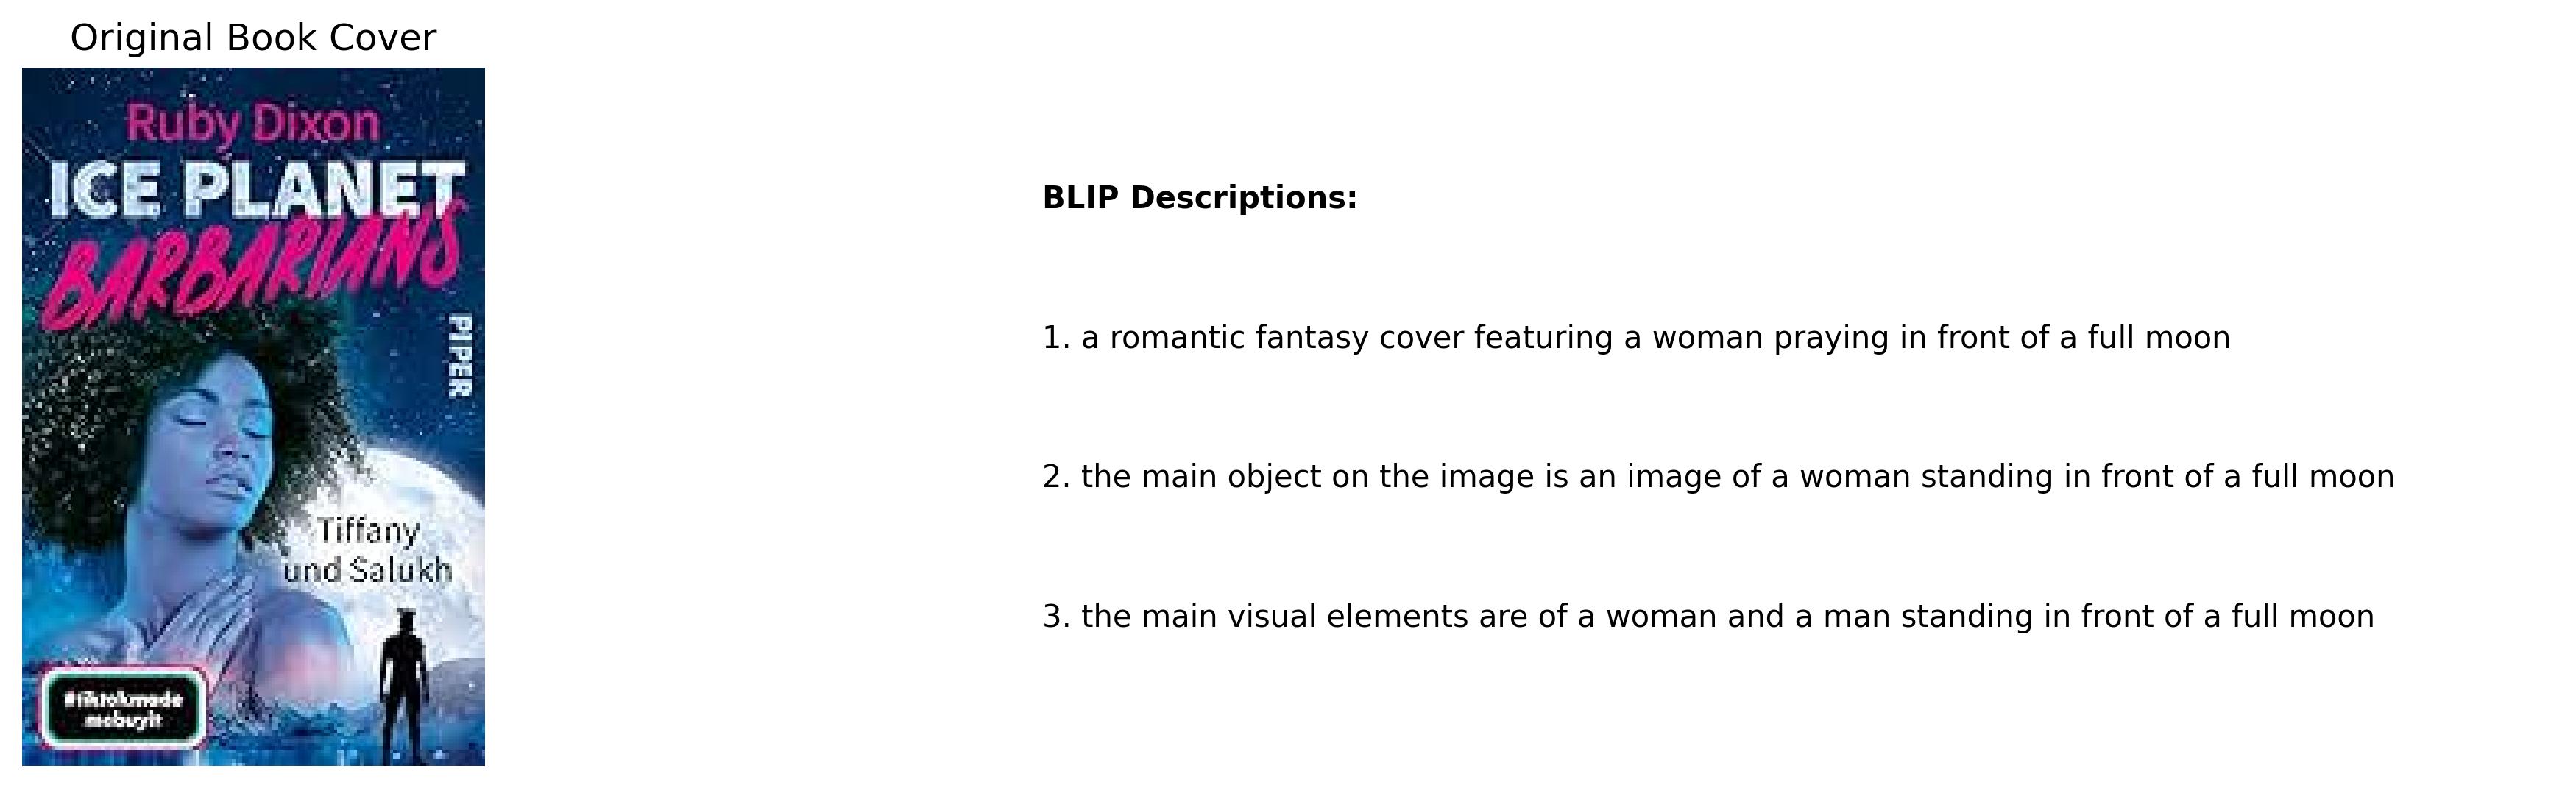 Original Book Cover
Ruby Dixon
ICE PLANET
BARBARIANS
PIPER
Tiffany
und Salukh
#tiktokmade
mebuyit
BLIP Descriptions:
1. a romantic fantasy cover featuring a woman praying in front of a full moon
2. the main object on the image is an image of a woman standing in front of a full moon
3. the main visual elements are of a woman and a man standing in front of a full moon